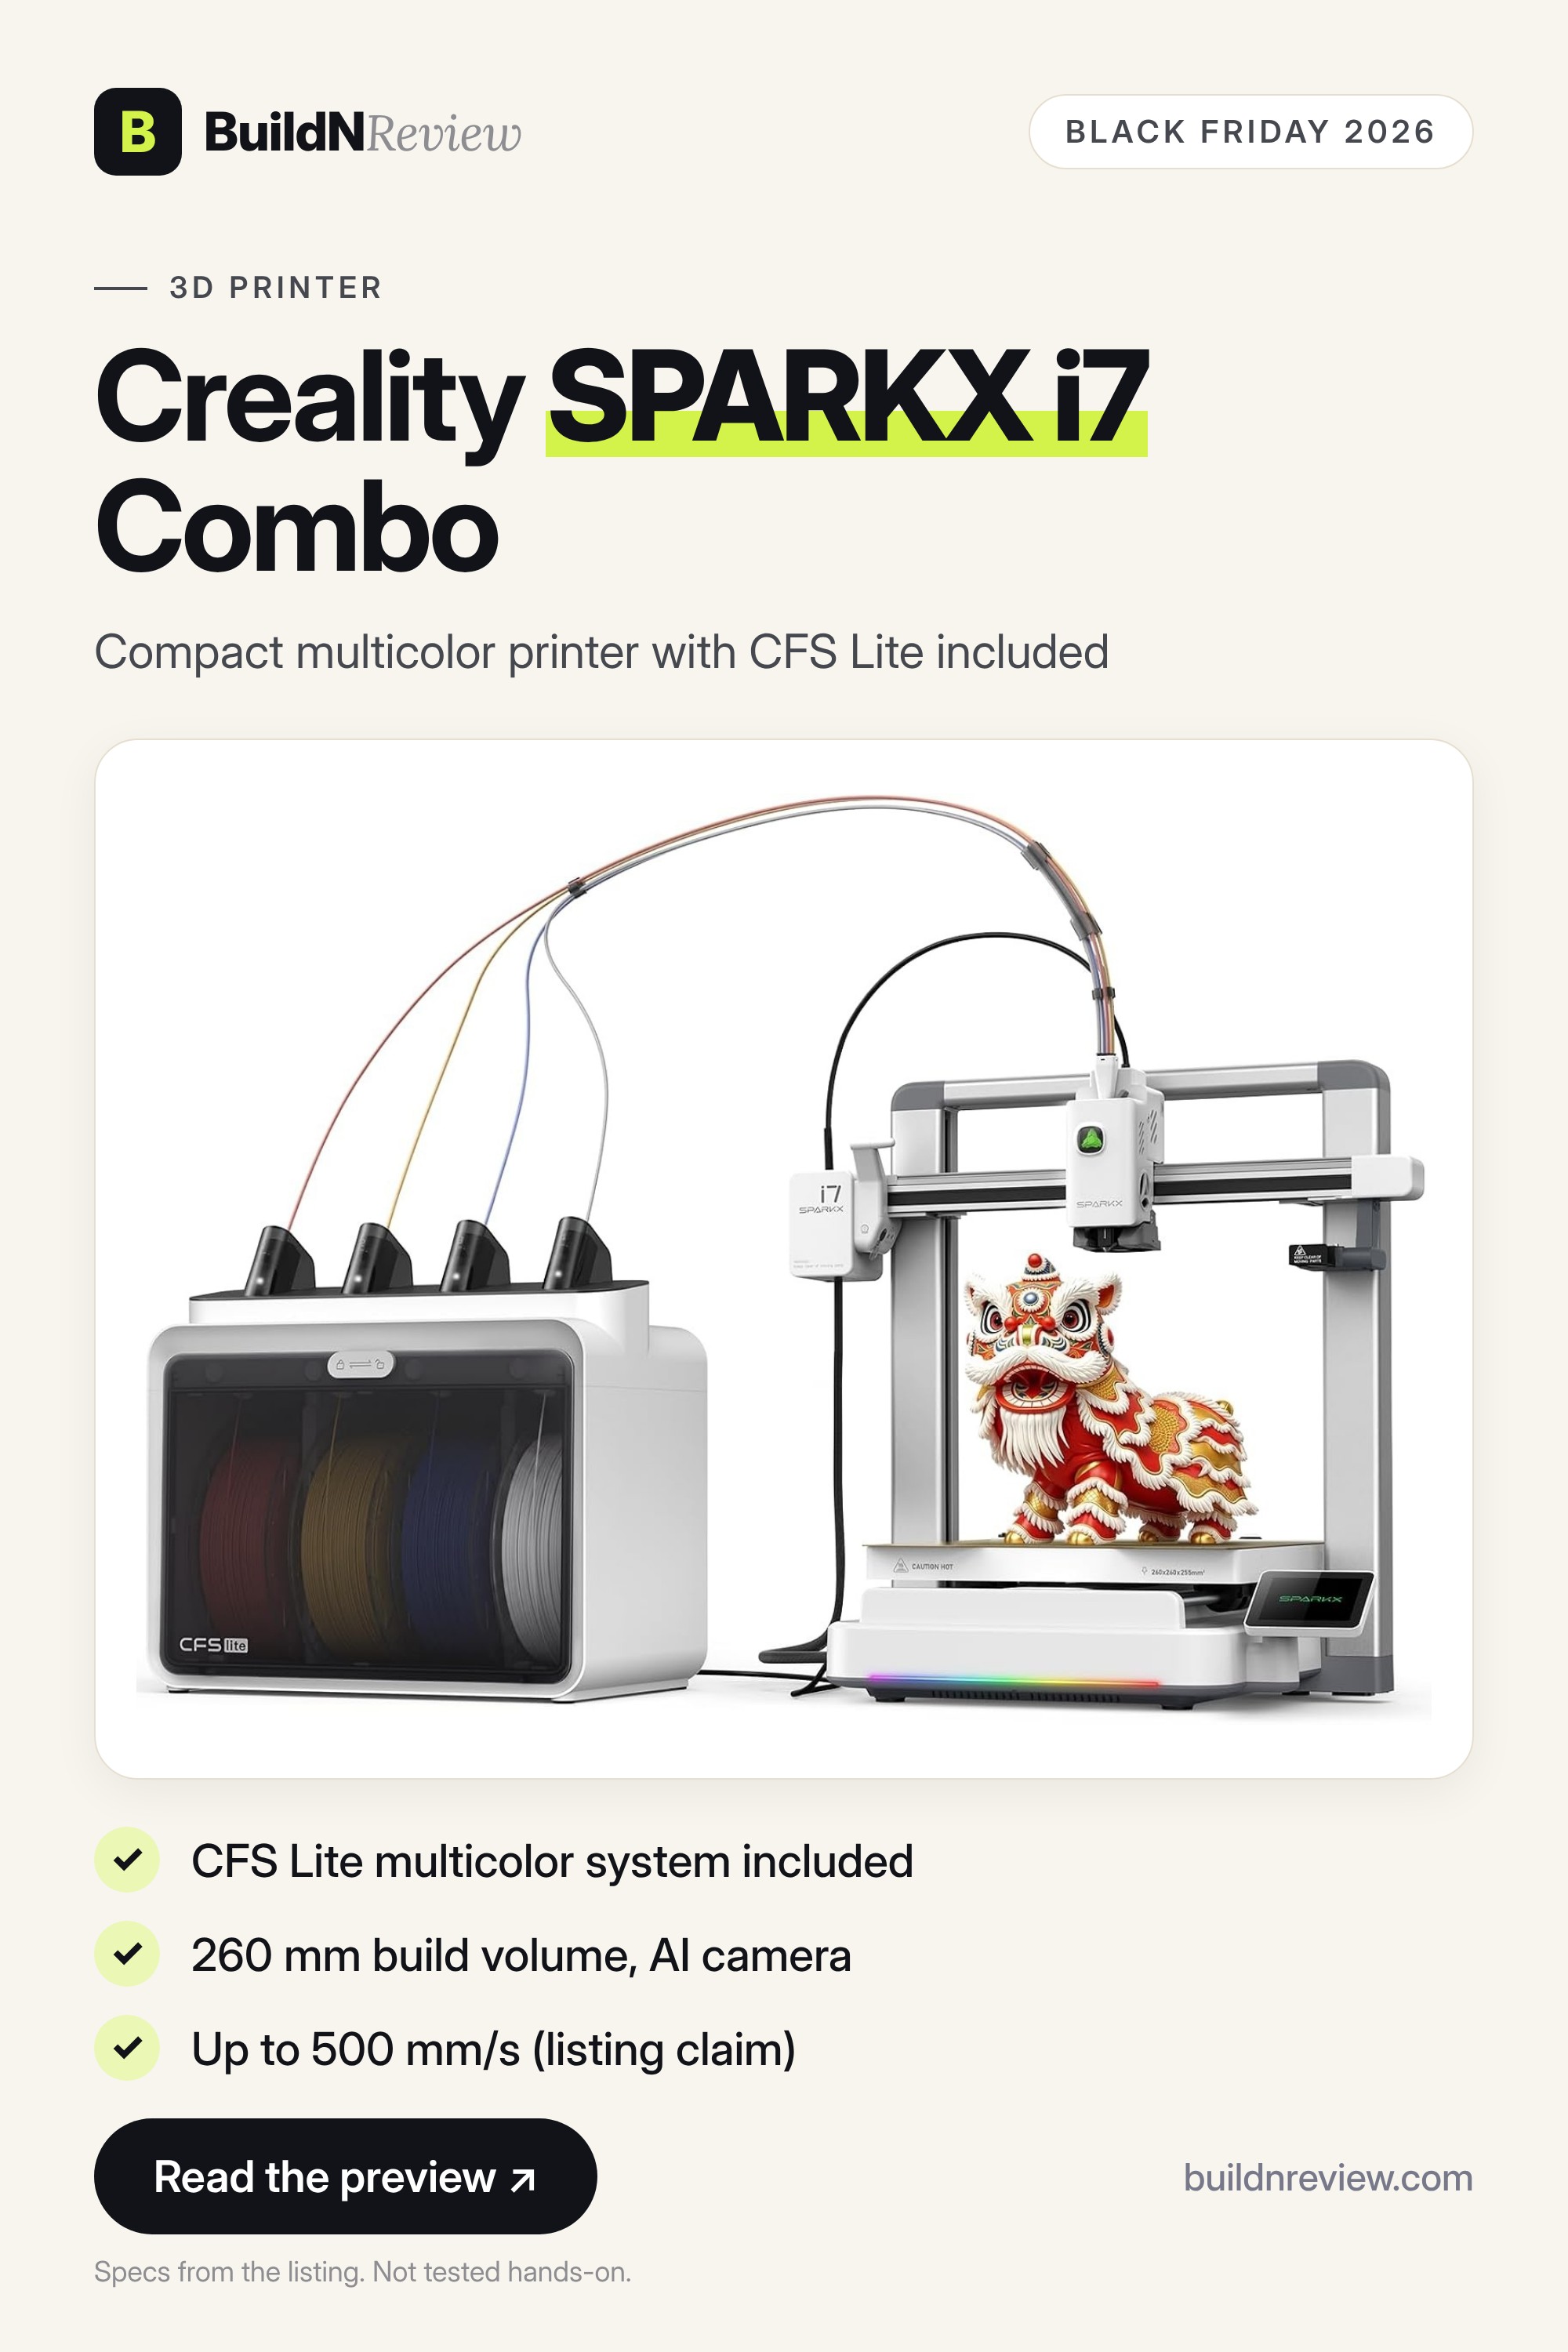 B
BuildNReview
BLACK FRIDAY 2026
3D PRINTER
Creality SPARKX i7
Combo
Compact multicolor printer with CFS Lite included
i7
SPARKX
SPARKX
CFS lite
CAUTION HOT
260x260x255mm³
SPARKX
CFS Lite multicolor system included
260 mm build volume, AI camera
Up to 500 mm/s (listing claim)
Read the preview ↗
buildnreview.com
Specs from the listing. Not tested hands-on.